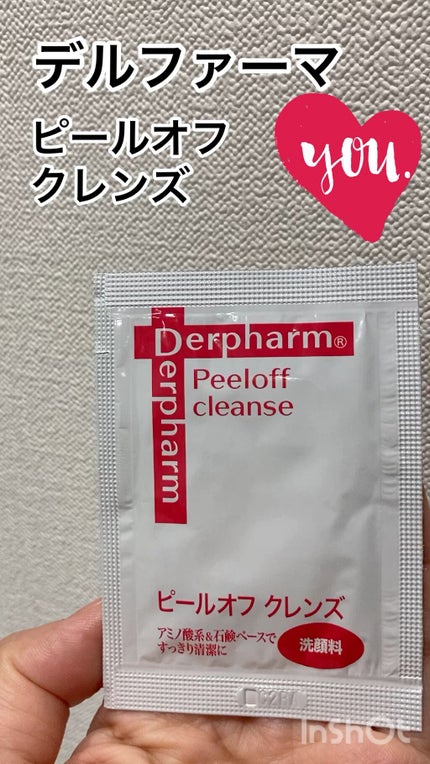 デルファーマ
ピールオフ
クレンズ
you.
Derpharm®
Derpharm
Peeloff
cleanse
ピールオフ クレンズ
アミノ酸系&石鹸ベースで
すっきり清潔に
洗顔料
InShOt